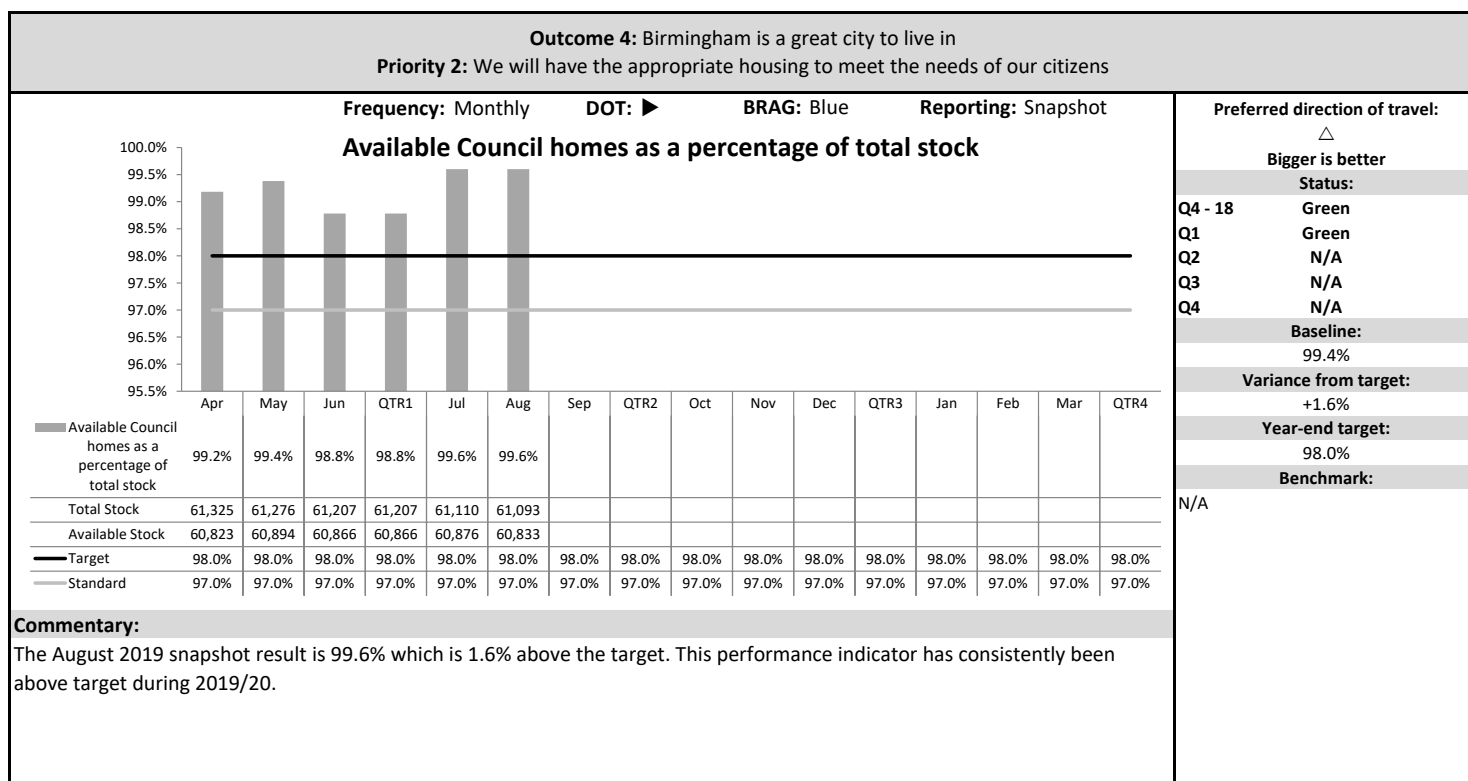 Outcome 4: Birmingham is a great city to live in
Priority 2: We will have the appropriate housing to meet the needs of our citizens
Frequency: Monthly DOT: ▶ BRAG: Blue Reporting: Snapshot
Available Council homes as a percentage of total stock
100.0%
99.5%
99.0%
98.5%
98.0%
97.5%
97.0%
96.5%
96.0%
95.5%
Apr May Jun QTR1 Jul Aug Sep QTR2 Oct Nov Dec QTR3 Jan Feb Mar QTR4
Available Council
homes as a
percentage of
total stock
99.2% 99.4% 98.8% 98.8% 99.6% 99.6%
Total Stock 61,325 61,276 61,207 61,207 61,110 61,093
Available Stock 60,823 60,894 60,866 60,866 60,876 60,833
Target 98.0% 98.0% 98.0% 98.0% 98.0% 98.0% 98.0% 98.0% 98.0% 98.0% 98.0% 98.0% 98.0% 98.0% 98.0% 98.0%
Standard 97.0% 97.0% 97.0% 97.0% 97.0% 97.0% 97.0% 97.0% 97.0% 97.0% 97.0% 97.0% 97.0% 97.0% 97.0% 97.0%
Commentary:
The August 2019 snapshot result is 99.6% which is 1.6% above the target. This performance indicator has consistently been
above target during 2019/20.
Preferred direction of travel:
△
Bigger is better
Status:
Q4 - 18 Green
Q1 Green
Q2 N/A
Q3 N/A
Q4 N/A
Baseline:
99.4%
Variance from target:
+1.6%
Year-end target:
98.0%
Benchmark:
N/A